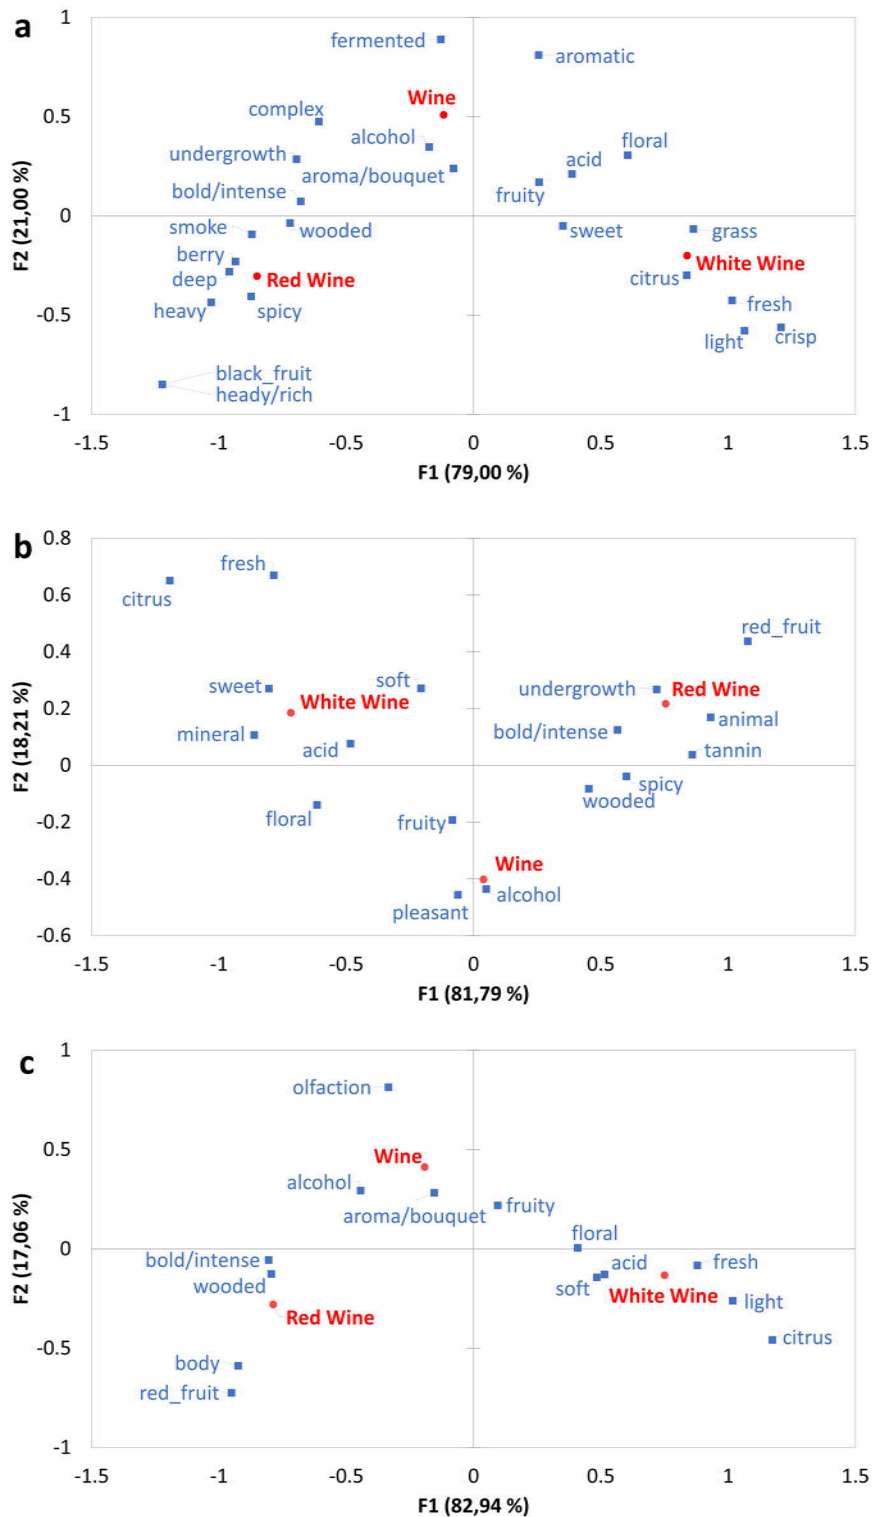 a
1
fermented
aromatic
Wine
0.5
complex
alcohol
floral
undergrowth
acid
aroma/bouquet
fruity
bold/intense
0
smoke
wooded
sweet
grass
berry
White Wine
deep
Red Wine
citrus
heavy
spicy
fresh
-0.5
light
crisp
black_fruit
heady/rich
-1
-1.5 -1 -0.5 0 0.5 1 1.5
F2 (21,00 %)
F1 (79,00 %)
b
0.8
fresh
citrus
0.6
red_fruit
0.4
sweet
soft
undergrowth
Red Wine
White Wine
0.2
mineral
acid
bold/intense
animal
tannin
0
spicy
wooded
floral
fruity
-0.2
Wine
-0.4
pleasant
alcohol
-0.6
-1.5 -1 -0.5 0 0.5 1 1.5
F2 (18,21 %)
F1 (81,79 %)
c
1
olfaction
Wine
0.5
alcohol
aroma/bouquet
fruity
floral
0
bold/intense
wooded
acid
fresh
soft
White Wine
light
Red Wine
citrus
-0.5
body
red_fruit
-1
-1.5 -1 -0.5 0 0.5 1 1.5
F2 (17,06 %)
F1 (82,94 %)